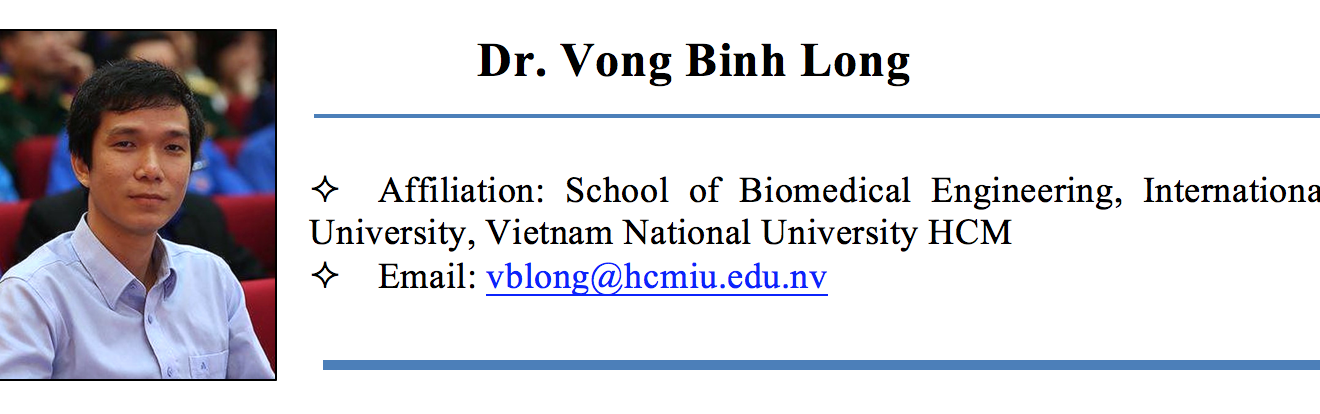 Dr. Vong Binh Long
✧ Affiliation: School of Biomedical Engineering, Internationa
University, Vietnam National University HCM
✧ Email: vblong@hcmiu.edu.nv